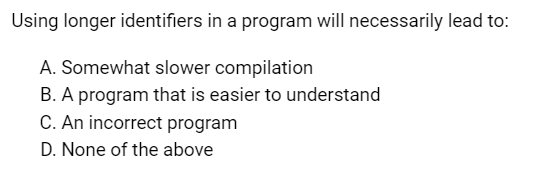 Using longer identifiers in a program will necessarily lead to:
A. Somewhat slower compilation
B. A program that is easier to understand
C. An incorrect program
D. None of the above